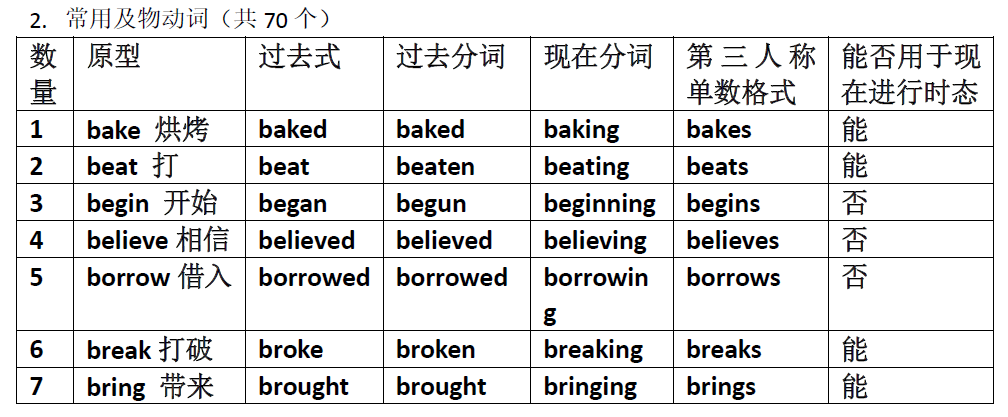 2. 常用及物动词（共 70 个）
数量 原型 过去式 过去分词 现在分词 第三人称单数格式 能否用于现在进行时态
1 bake 烘烤 baked baked baking bakes 能
2 beat 打 beat beaten beating beats 能
3 begin 开始 began begun beginning begins 否
4 believe 相信 believed believed believing believes 否
5 borrow 借入 borrowed borrowed borrowing borrows 否
6 break 打破 broke broken breaking breaks 能
7 bring 带来 brought brought bringing brings 能